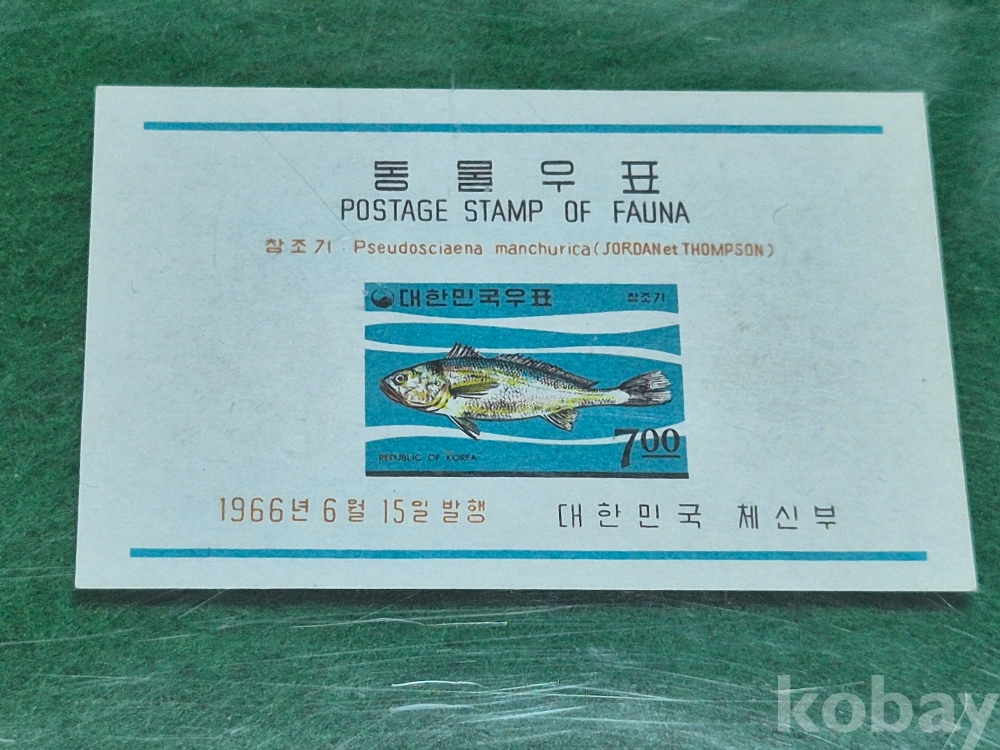 동물우표
POSTAGE STAMP OF FAUNA
참조기 : Pseudosciaena manchurica (JORDAN et THOMPSON)
대한민국우표 참조기
REPUBLIC OF KOREA
7.00
1966년 6월 15일 발행 대한민국 체신부
kobay